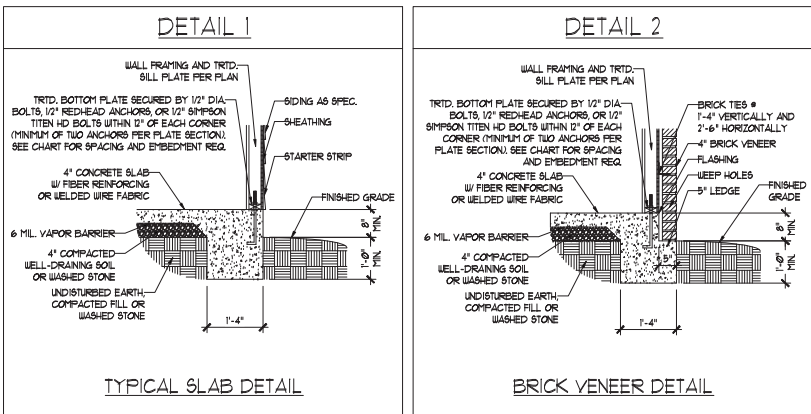 DETAIL 1
WALL FRAMING AND TRTD.
SILL PLATE PER PLAN
TRTD. BOTTOM PLATE SECURED BY 1/2" DIA.
BOLTS, 1/2" REDHEAD ANCHORS, OR 1/2" SIMPSON
TITEN HD BOLTS WITHIN 12" OF EACH CORNER
(MINIMUM OF TWO ANCHORS PER PLATE SECTION).
SEE CHART FOR SPACING AND EMBEDMENT REQ.
SIDING AS SPEC.
SHEATHING
STARTER STRIP
4" CONCRETE SLAB
W/ FIBER REINFORCING
OR WELDED WIRE FABRIC
FINISHED GRADE
6 MIL. VAPOR BARRIER
4" COMPACTED
WELL-DRAINING SOIL
OR WASHED STONE
UNDISTURBED EARTH,
COMPACTED FILL OR
WASHED STONE
8"
MIN.
1'-0"
MIN.
1'-4"
TYPICAL SLAB DETAIL
DETAIL 2
WALL FRAMING AND TRTD.
SILL PLATE PER PLAN
TRTD. BOTTOM PLATE SECURED BY 1/2" DIA.
BOLTS, 1/2" REDHEAD ANCHORS, OR 1/2"
SIMPSON TITEN HD BOLTS WITHIN 12" OF EACH
CORNER (MINIMUM OF TWO ANCHORS PER
PLATE SECTION). SEE CHART FOR SPACING
AND EMBEDMENT REQ.
BRICK TIES @
1'-4" VERTICALLY AND
2'-6" HORIZONTALLY
4" BRICK VENEER
FLASHING
WEEP HOLES
5" LEDGE
FINISHED
GRADE
4" CONCRETE SLAB
W/ FIBER REINFORCING
OR WELDED WIRE FABRIC
6 MIL. VAPOR BARRIER
4" COMPACTED
WELL-DRAINING SOIL
OR WASHED STONE
UNDISTURBED EARTH,
COMPACTED FILL OR
WASHED STONE
5"
8"
MIN.
1'-0"
MIN.
1'-4"
BRICK VENEER DETAIL